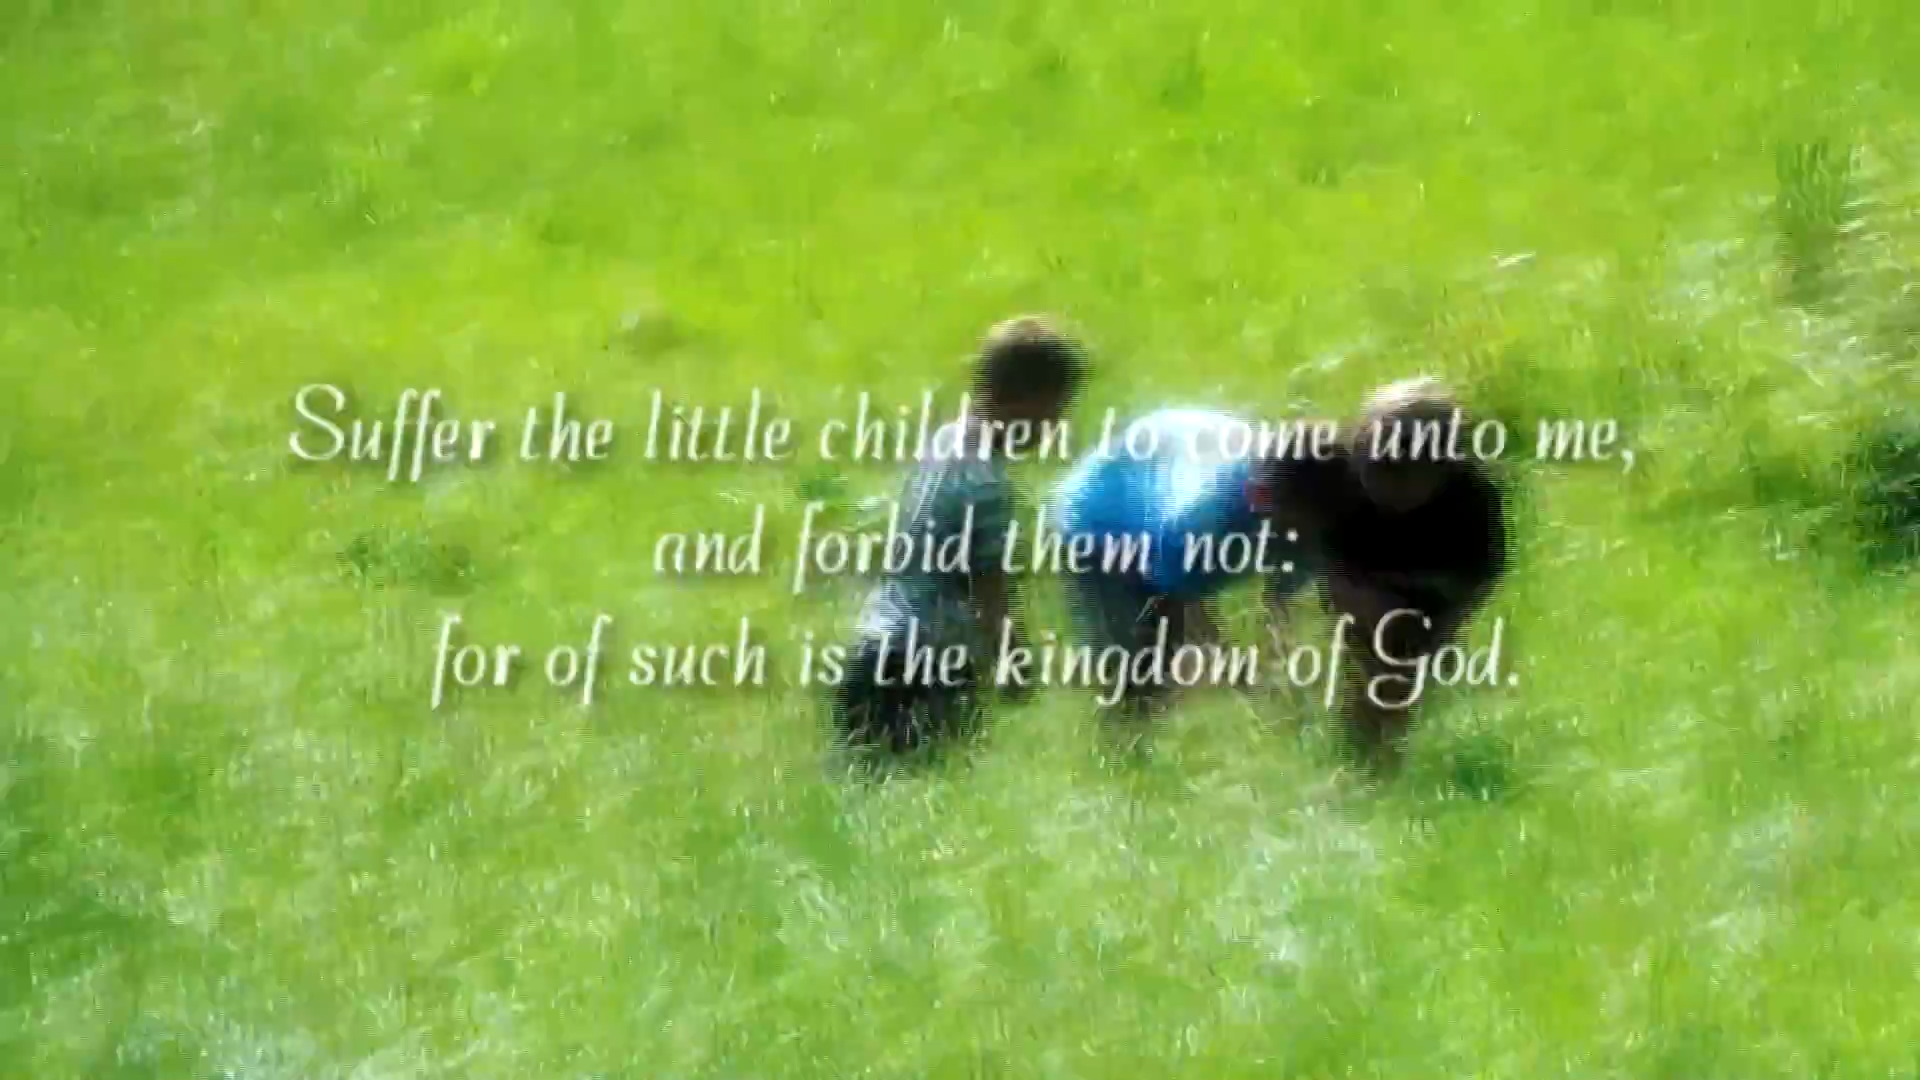 Suffer the little children to come unto me,
and forbid them not:
for of such is the kingdom of God.